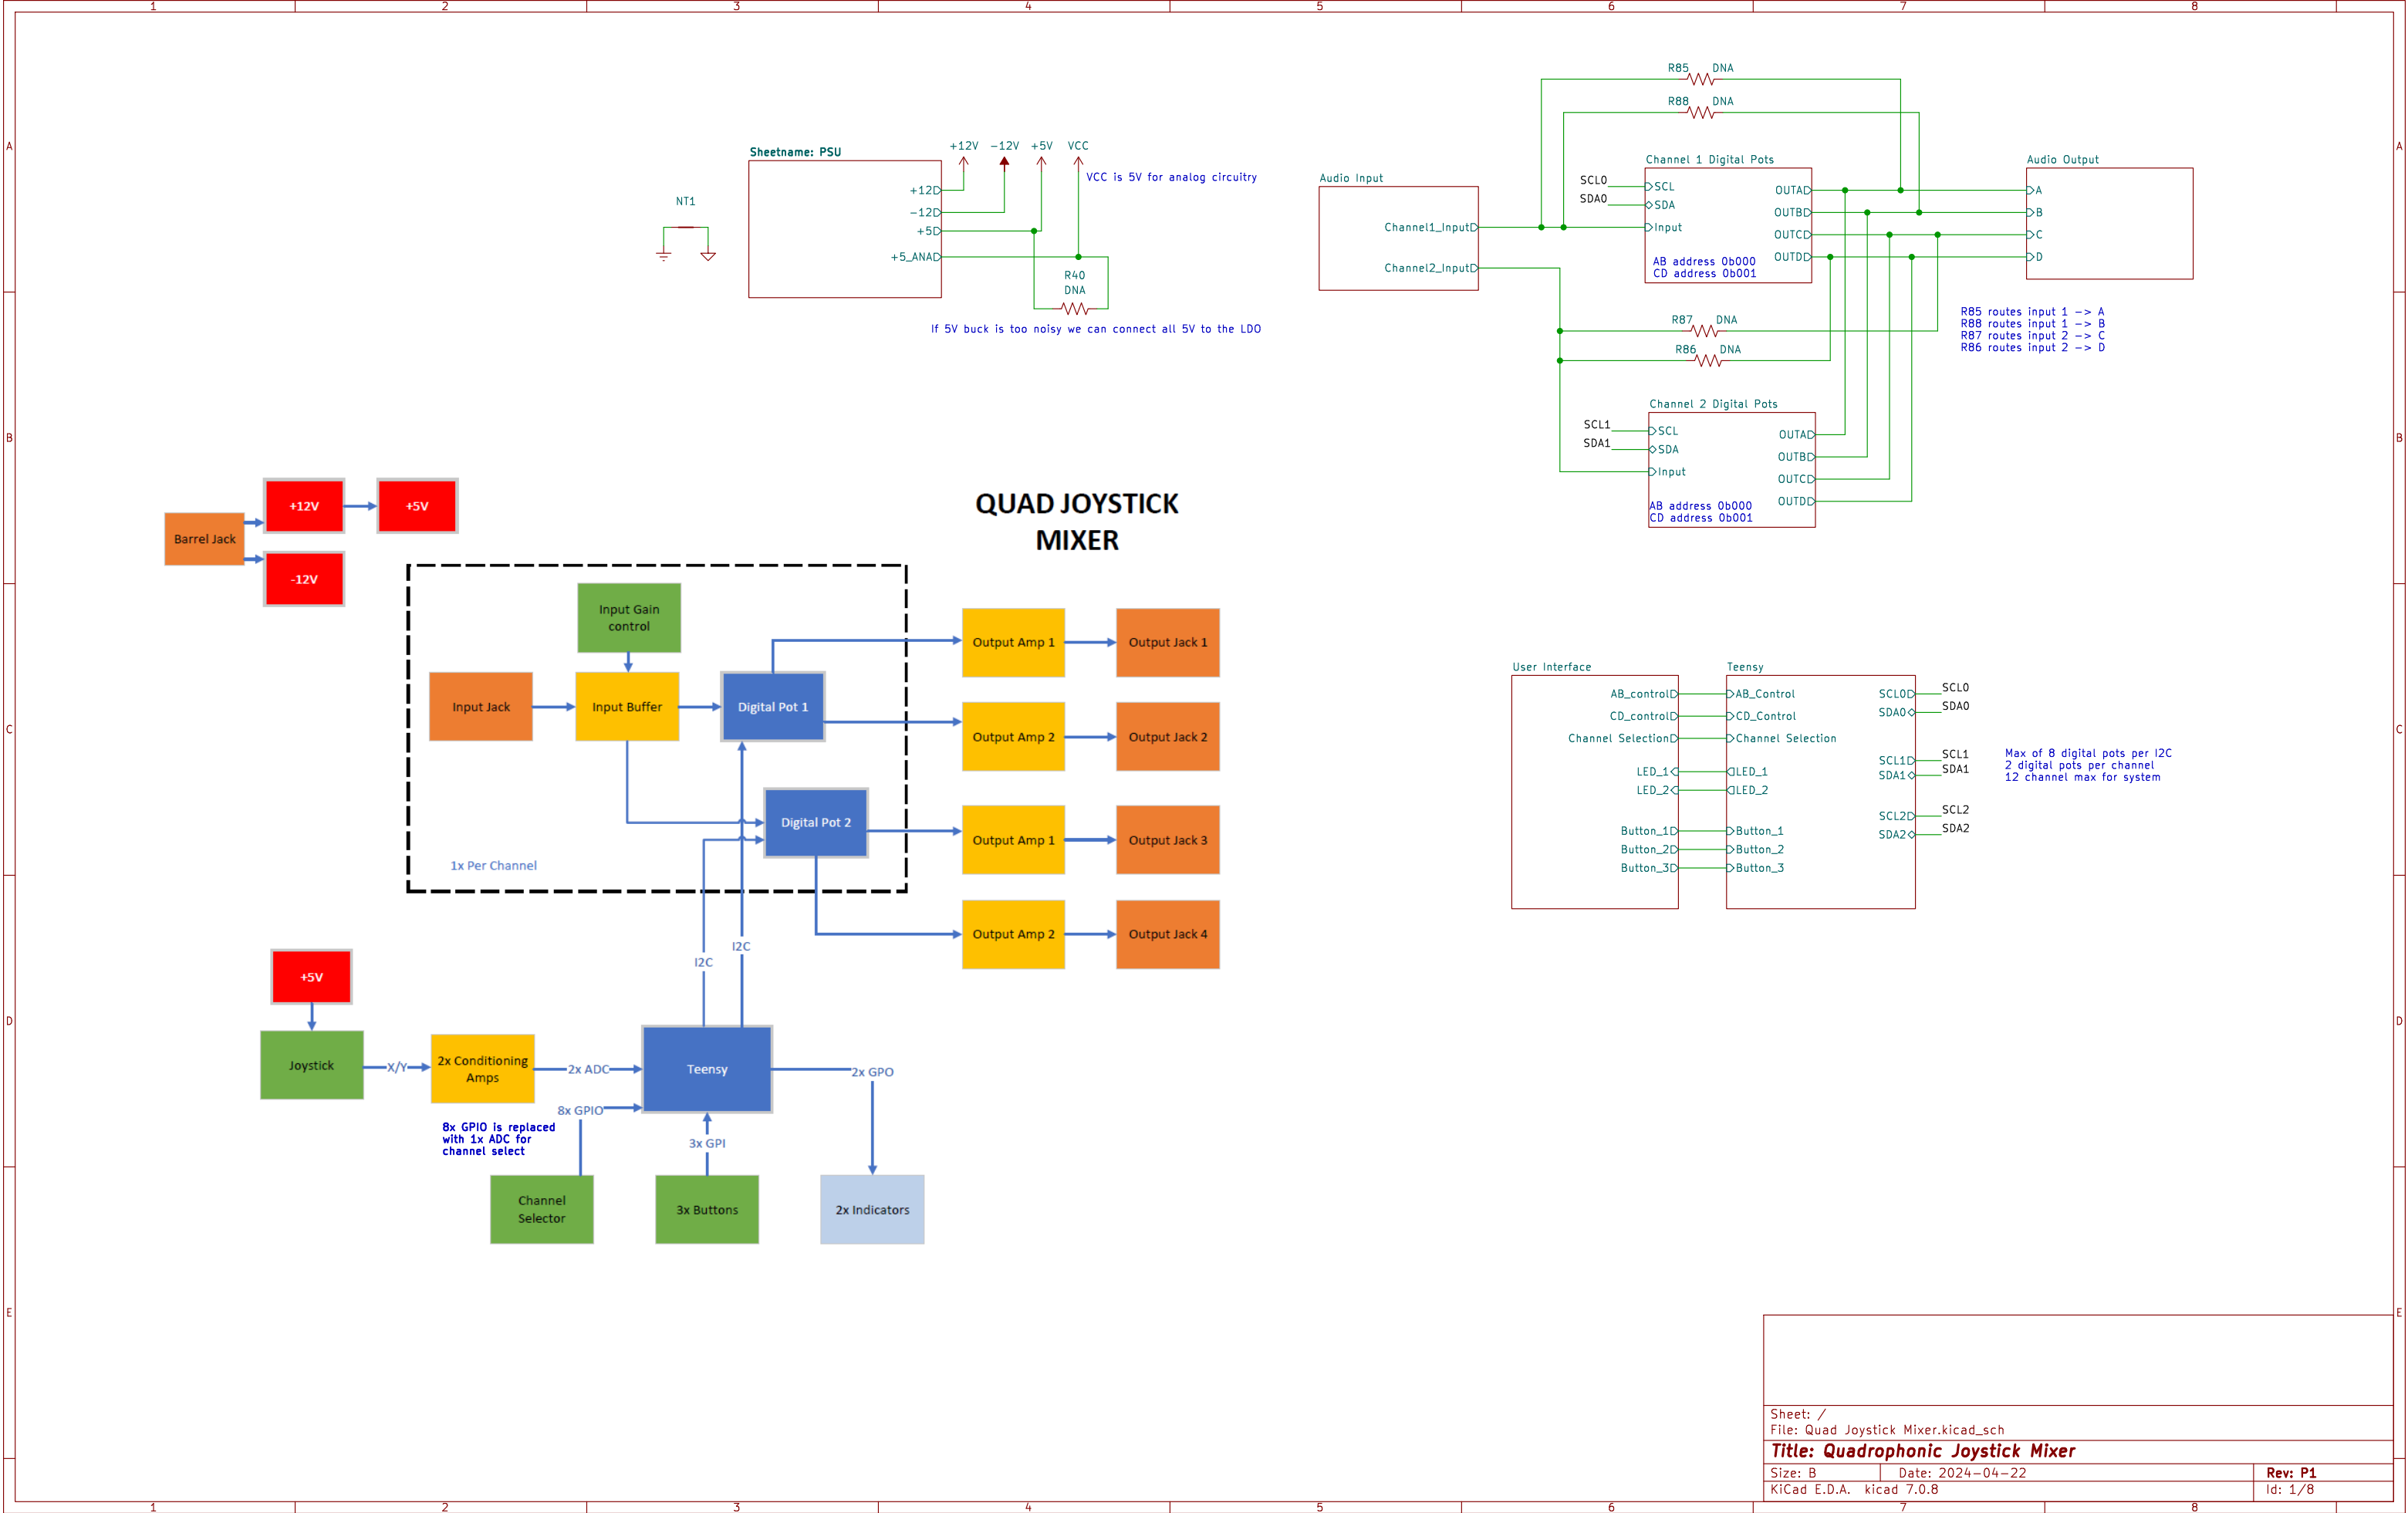 1 2 3 4 5 6 7 8
A
B
C
D
E
A
B
C
D
E
Sheetname: PSU
+12
-12
+5
+5_ANA
+12V
-12V
+5V
VCC
VCC is 5V for analog circuitry
R40
DNA
If 5V buck is too noisy we can connect all 5V to the LDO
NT1
R85 DNA
R88 DNA
Audio Input
Channel1_Input
Channel2_Input
Channel 1 Digital Pots
SCL0
SDA0
SCL
SDA
Input
OUTA
OUTB
OUTC
OUTD
AB address 0b000
CD address 0b001
Audio Output
A
B
C
D
R87 DNA
R86 DNA
R85 routes input 1 -> A
R88 routes input 1 -> B
R87 routes input 2 -> C
R86 routes input 2 -> D
Channel 2 Digital Pots
SCL1
SDA1
SCL
SDA
Input
OUTA
OUTB
OUTC
OUTD
AB address 0b000
CD address 0b001
Barrel Jack
+12V
+5V
-12V
QUAD JOYSTICK
MIXER
Input Gain
control
Input Jack
Input Buffer
Digital Pot 1
Digital Pot 2
1x Per Channel
Output Amp 1
Output Jack 1
Output Amp 2
Output Jack 2
Output Amp 1
Output Jack 3
Output Amp 2
Output Jack 4
I2C
I2C
+5V
Joystick
X/Y
2x Conditioning
Amps
2x ADC
Teensy
2x GPO
8x GPIO
8x GPIO is replaced
with 1x ADC for
channel select
3x GPI
Channel
Selector
3x Buttons
2x Indicators
User Interface
AB_control
CD_control
Channel Selection
LED_1
LED_2
Button_1
Button_2
Button_3
Teensy
AB_Control
CD_Control
Channel Selection
LED_1
LED_2
Button_1
Button_2
Button_3
SCL0
SDA0
SCL1
SDA1
SCL2
SDA2
SCL0
SDA0
SCL1
SDA1
SCL2
SDA2
Max of 8 digital pots per I2C
2 digital pots per channel
12 channel max for system
Sheet: /
File: Quad Joystick Mixer.kicad_sch
Title: Quadrophonic Joystick Mixer
Size: B Date: 2024-04-22 Rev: P1
KiCad E.D.A. kicad 7.0.8 Id: 1/8
1 2 3 4 5 6 7 8